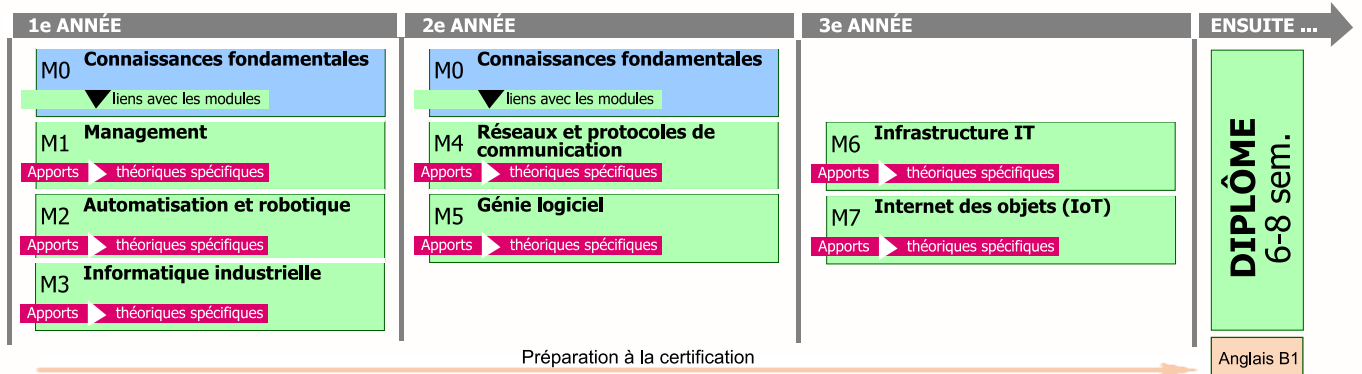 1e ANNÉE
2e ANNÉE
3e ANNÉE
ENSUITE ...
M0 Connaissances fondamentales
liens avec les modules
M1 Management
Apports théoriques spécifiques
M2 Automatisation et robotique
Apports théoriques spécifiques
M3 Informatique industrielle
Apports théoriques spécifiques
M0 Connaissances fondamentales
liens avec les modules
M4 Réseaux et protocoles de
communication
Apports théoriques spécifiques
M5 Génie logiciel
Apports théoriques spécifiques
M6 Infrastructure IT
Apports théoriques spécifiques
M7 Internet des objets (IoT)
Apports théoriques spécifiques
DIPLÔME
6-8 sem.
Préparation à la certification
Anglais B1